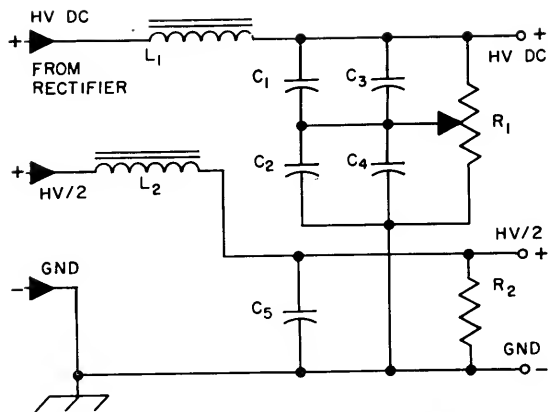 HV DC
+
FROM
RECTIFIER
L1
C1
C3
R1
+
HV DC
C2
C4
+
HV/2
L2
HV/2
+
GND
-
C5
R2
GND
-